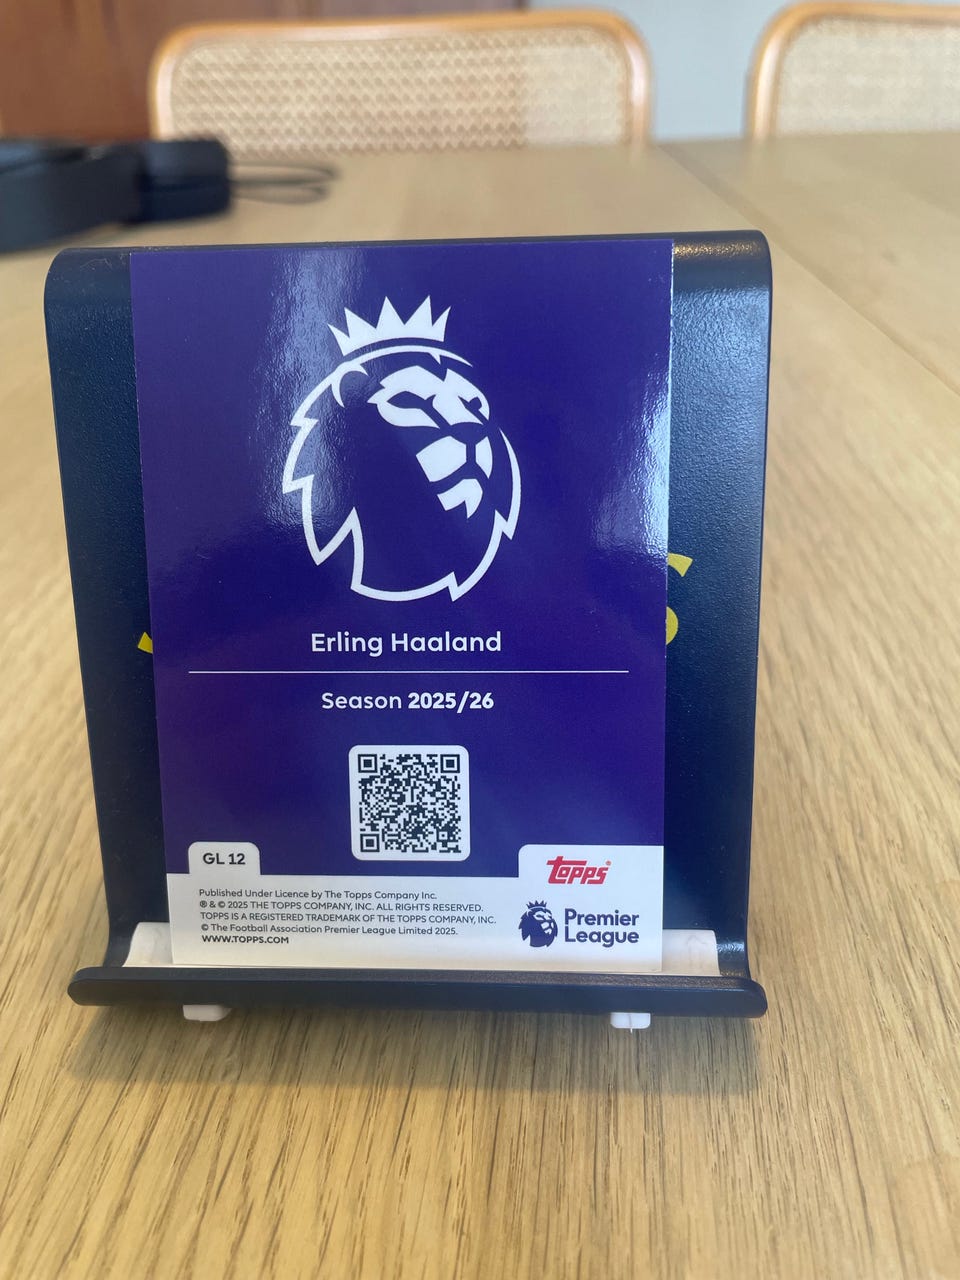 Erling Haaland
Season 2025/26
GL 12
Published Under Licence by The Topps Company Inc.
® & © 2025 THE TOPPS COMPANY, INC. ALL RIGHTS RESERVED.
TOPPS IS A REGISTERED TRADEMARK OF THE TOPPS COMPANY, INC.
© The Football Association Premier League Limited 2025.
WWW.TOPPS.COM
topps®
Premier
League